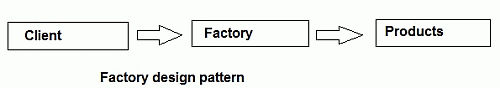 Client
Factory
Products
Factory design pattern